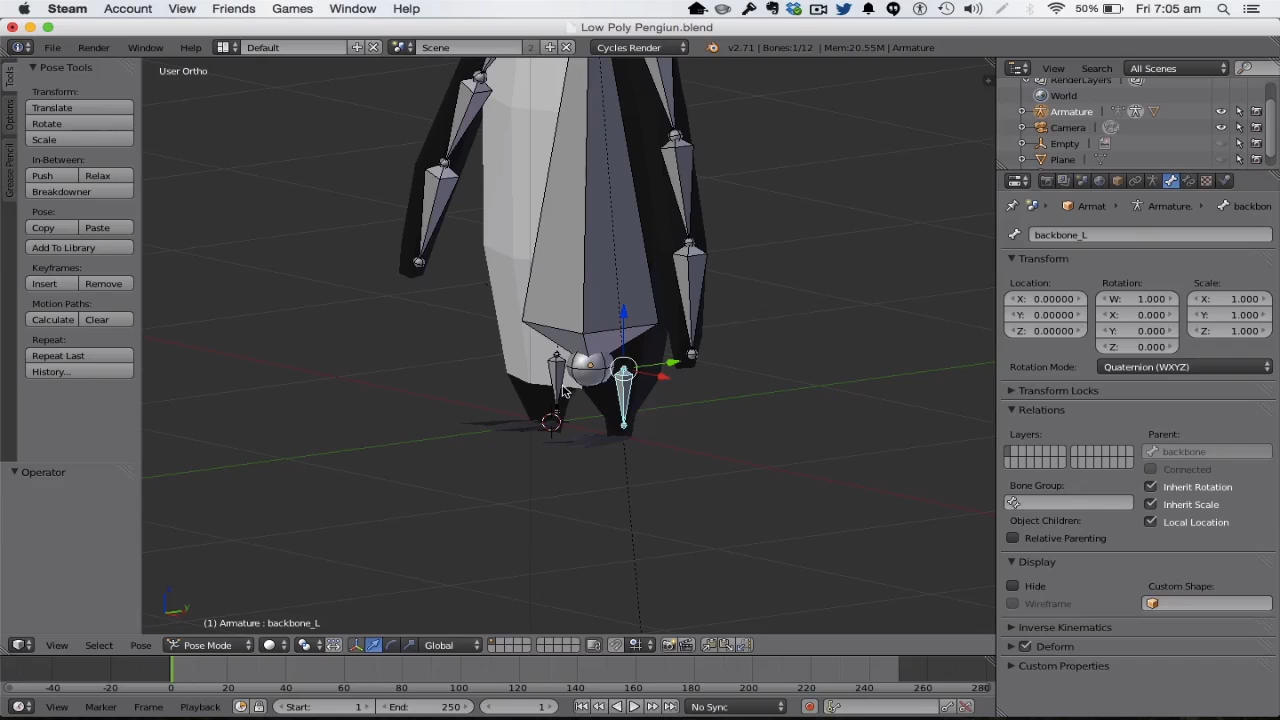 Steam Account View Friends Games Window Help 50% Fri 7:05 am
Low Poly Pengiun.blend
File Render Window Help Default Scene 2 Cycles Render v2.71 | Bones:1/12 | Mem:20.55M | Armature
Tools
Options
Grease Pencil
Pose Tools
Transform:
Translate
Rotate
Scale
In-Between:
Push Relax
Breakdowner
Pose:
Copy Paste
Add To Library
Keyframes:
Insert Remove
Motion Paths:
Calculate Clear
Repeat:
Repeat Last
History...
Operator
User Ortho
(1) Armature : backbone_L
View Search All Scenes
RenderLayers
World
Armature
Camera
Empty
Plane
Armat Armature. backbon
backbone_L
Transform
Location: Rotation: Scale:
X: 0.00000 W: 1.000 X: 1.000
Y: 0.00000 X: 0.000 Y: 1.000
Z: 0.00000 Y: 0.000 Z: 1.000
Z: 0.000
Rotation Mode: Quaternion (WXYZ)
Transform Locks
Relations
Layers: Parent:
backbone
Connected
Bone Group: Inherit Rotation
Inherit Scale
Object Children: Local Location
Relative Parenting
Display
Hide Custom Shape:
Wireframe
Inverse Kinematics
Deform
Custom Properties
View Select Pose Pose Mode Global
-40 -20 0 20 40 60 80 100 120 140 160 180 200 220 240 260 280
View Marker Frame Playback Start: 1 End: 250 1 No Sync